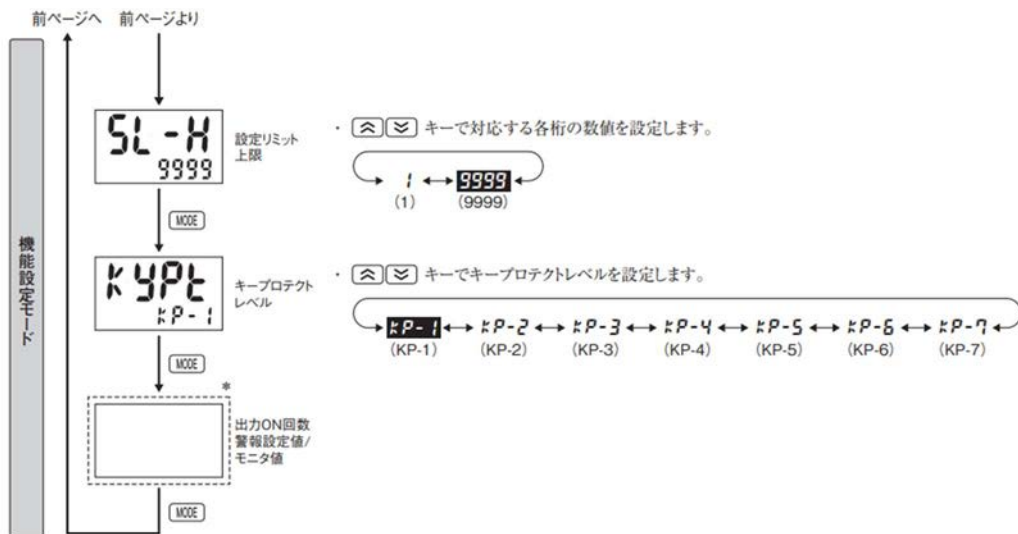 前ページへ 前ページより
SL-H
9999
設定リミット
上限
・ キーで対応する各桁の数値を設定します。
1 9999
(1) (9999)
MODE
機能設定モード
KYPt
KP-1
キープロテクト
レベル
・ キーでキープロテクトレベルを設定します。
KP-1 KP-2 KP-3 KP-4 KP-5 KP-6 KP-7
(KP-1) (KP-2) (KP-3) (KP-4) (KP-5) (KP-6) (KP-7)
MODE
*
出力ON回数
警報設定値/
モニタ値
MODE